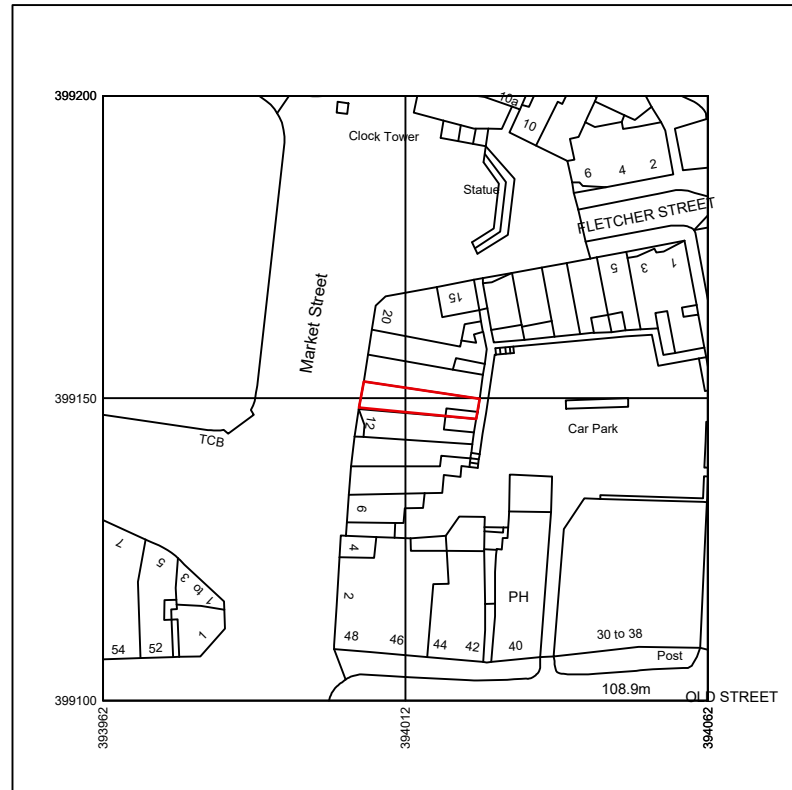 399200
10a
10
Clock Tower
6 4 2
Statue
FLETCHER STREET
Market Street
15
5 3 1
20
399150
12
Car Park
TCB
6
7
5
4
1 to 3
2
PH
1
48 46 44 42 40
30 to 38
54 52
Post
108.9m
OLD STREET
399100
393962
394012
394062